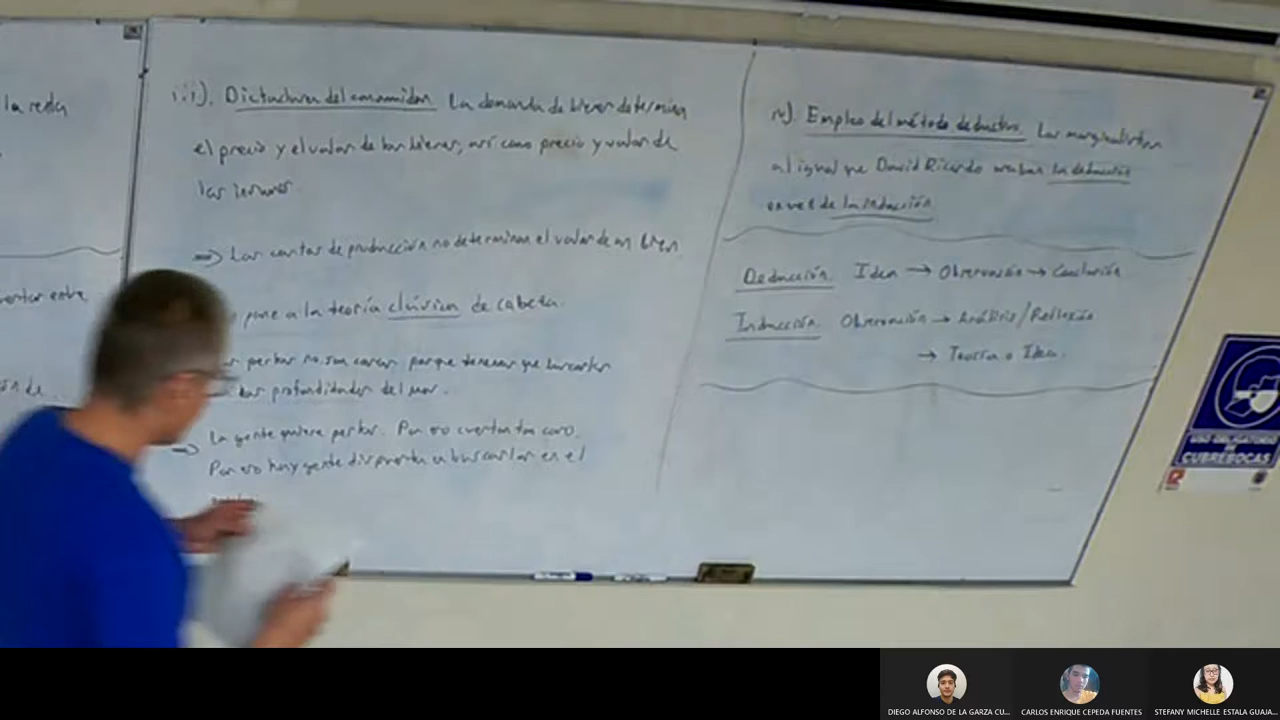 la renta
iii). Dictadura del consumidor. La demanda de bienes determina
el precio y el valor de los bienes, así como precio y valor de
los insumos.
⇒ Los costos de producción no determinan el valor de un bien.
pone a la teoría clásica de cabeza.
perlas no son caras porque tenemos que buscarlas
las profundidades del mar.
⇒ La gente quiere perlas. Por eso cuestan tan caro.
Por eso hay gente dispuesta a buscarlas en el
entre
iv). Empleo del método deductivo. Los marginalistas
al igual que David Ricardo usaban la deducción
en vez de la inducción
Deducción. Idea → Observación → Conclusión
Inducción. Observación → Análisis/Reflexión
→ Teoría o Idea.
USO OBLIGATORIO
DE
CUBREBOCAS
DIEGO ALFONSO DE LA GARZA CU...
CARLOS ENRIQUE CEPEDA FUENTES
STEFANY MICHELLE ESTALA GUAJA...